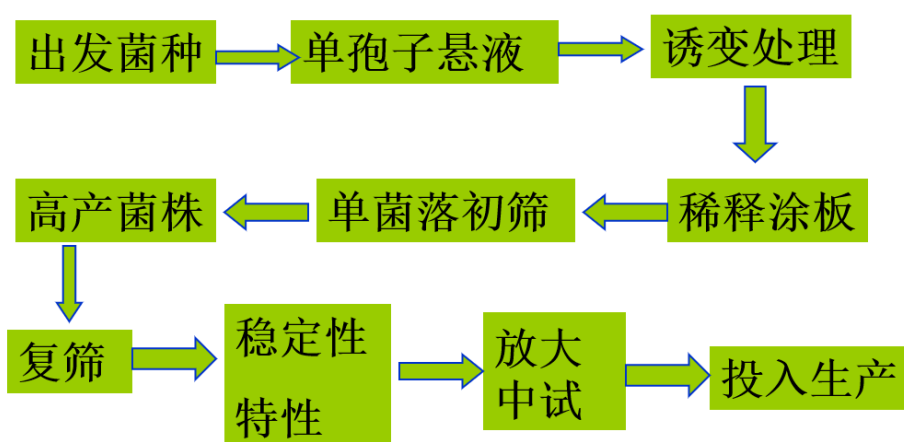 出发菌种
单孢子悬液
诱变处理
稀释涂板
单菌落初筛
高产菌株
复筛
稳定性
特性
放大
中试
投入生产